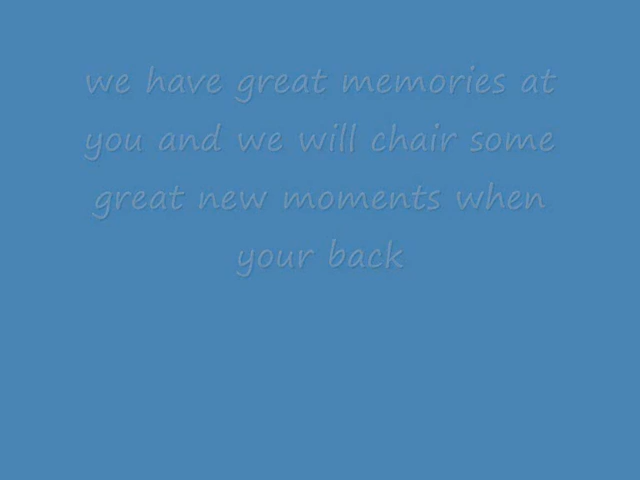 we have great memories at
you and we will chair some
great new moments when
your back